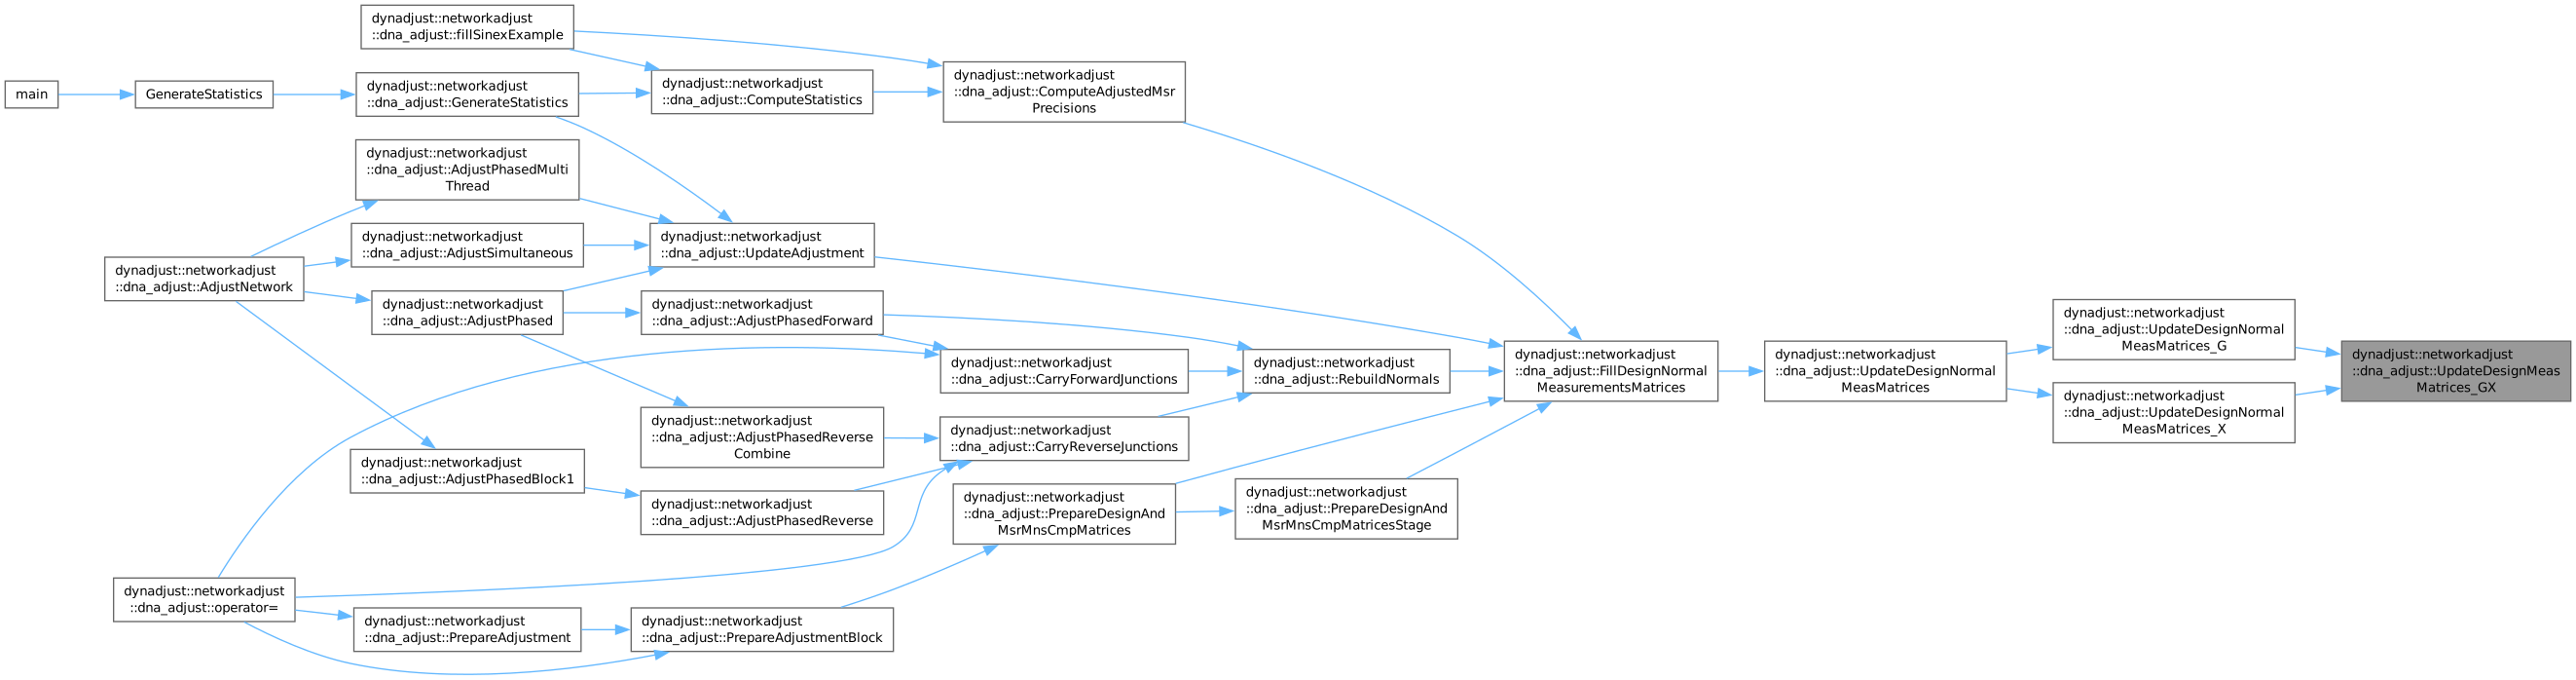 main
GenerateStatistics
dynadjust::networkadjust
::dna_adjust::fillSinexExample
dynadjust::networkadjust
::dna_adjust::GenerateStatistics
dynadjust::networkadjust
::dna_adjust::ComputeStatistics
dynadjust::networkadjust
::dna_adjust::ComputeAdjustedMsr
Precisions
dynadjust::networkadjust
::dna_adjust::AdjustPhasedMulti
Thread
dynadjust::networkadjust
::dna_adjust::AdjustSimultaneous
dynadjust::networkadjust
::dna_adjust::UpdateAdjustment
dynadjust::networkadjust
::dna_adjust::AdjustNetwork
dynadjust::networkadjust
::dna_adjust::AdjustPhased
dynadjust::networkadjust
::dna_adjust::AdjustPhasedForward
dynadjust::networkadjust
::dna_adjust::CarryForwardJunctions
dynadjust::networkadjust
::dna_adjust::RebuildNormals
dynadjust::networkadjust
::dna_adjust::FillDesignNormal
MeasurementsMatrices
dynadjust::networkadjust
::dna_adjust::UpdateDesignNormal
MeasMatrices
dynadjust::networkadjust
::dna_adjust::UpdateDesignNormal
MeasMatrices_G
dynadjust::networkadjust
::dna_adjust::UpdateDesignNormal
MeasMatrices_X
dynadjust::networkadjust
::dna_adjust::UpdateDesignMeas
Matrices_GX
dynadjust::networkadjust
::dna_adjust::AdjustPhasedReverse
Combine
dynadjust::networkadjust
::dna_adjust::CarryReverseJunctions
dynadjust::networkadjust
::dna_adjust::AdjustPhasedBlock1
dynadjust::networkadjust
::dna_adjust::AdjustPhasedReverse
dynadjust::networkadjust
::dna_adjust::PrepareDesignAnd
MsrMnsCmpMatrices
dynadjust::networkadjust
::dna_adjust::PrepareDesignAnd
MsrMnsCmpMatricesStage
dynadjust::networkadjust
::dna_adjust::operator=
dynadjust::networkadjust
::dna_adjust::PrepareAdjustment
dynadjust::networkadjust
::dna_adjust::PrepareAdjustmentBlock